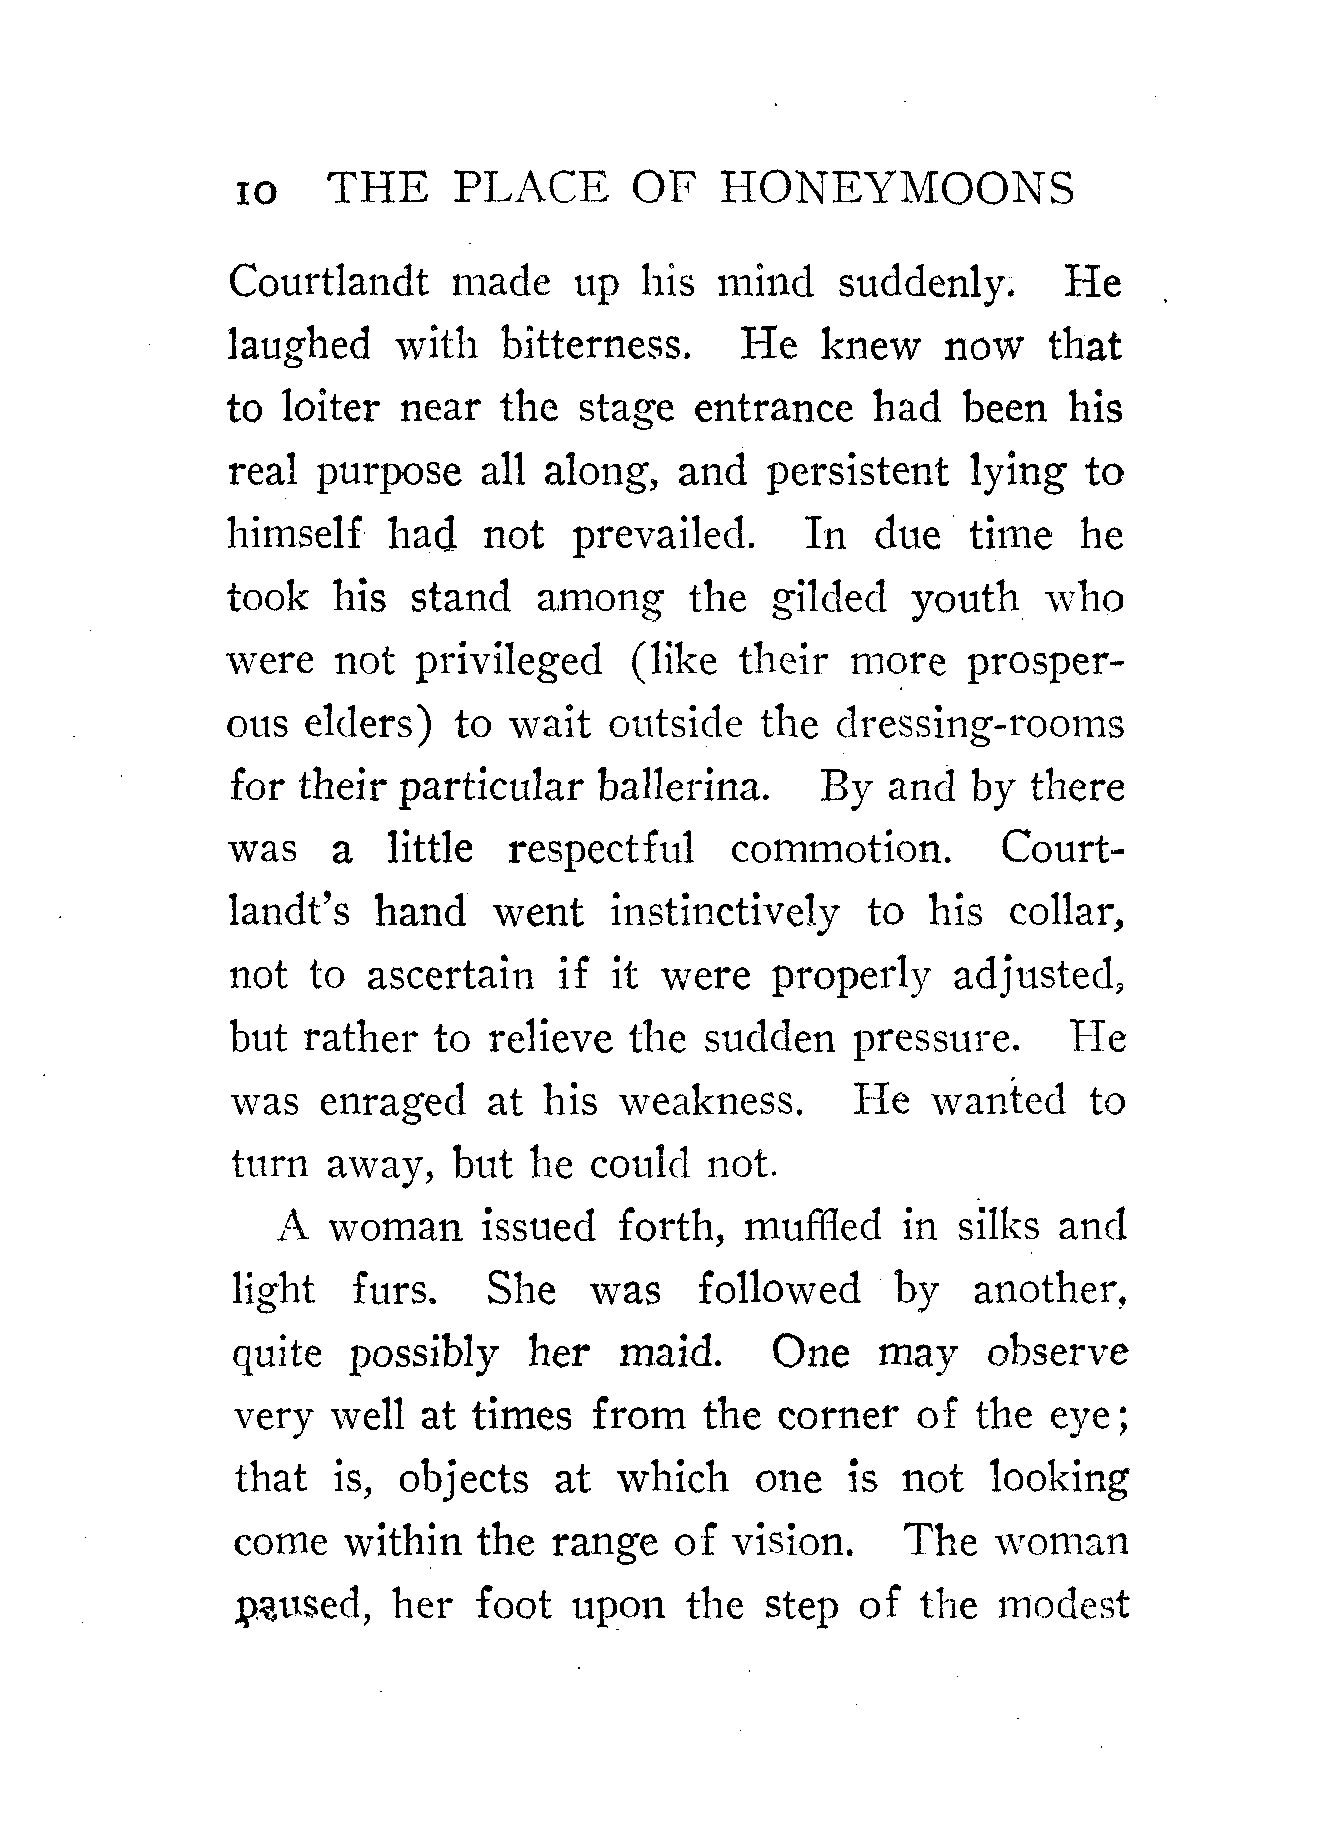 10 THE PLACE OF HONEYMOONS
Courtlandt made up his mind suddenly. He
laughed with bitterness. He knew now that
to loiter near the stage entrance had been his
real purpose all along, and persistent lying to
himself had not prevailed. In due time he
took his stand among the gilded youth who
were not privileged (like their more prosper-
ous elders) to wait outside the dressing-rooms
for their particular ballerina. By and by there
was a little respectful commotion. Court-
landt's hand went instinctively to his collar,
not to ascertain if it were properly adjusted,
but rather to relieve the sudden pressure. He
was enraged at his weakness. He wanted to
turn away, but he could not.
A woman issued forth, muffled in silks and
light furs. She was followed by another,
quite possibly her maid. One may observe
very well at times from the corner of the eye;
that is, objects at which one is not looking
come within the range of vision. The woman
paused, her foot upon the step of the modest